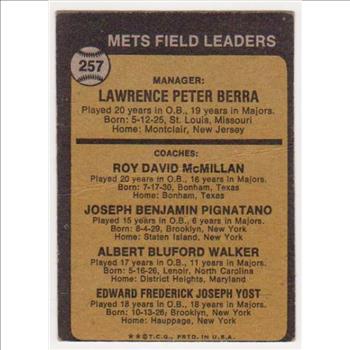 METS FIELD LEADERS
257
MANAGER:
LAWRENCE PETER BERRA
Played 20 years in O.B., 19 years in Majors.
Born: 5-12-25, St. Louis, Missouri
Home: Montclair, New Jersey
COACHES:
ROY DAVID McMILLAN
Played 20 years in O.B., 16 years in Majors.
Born: 7-17-30, Bonham, Texas
Home: Bonham, Texas
JOSEPH BENJAMIN PIGNATANO
Played 15 years in O.B., 6 years in Majors.
Born: 8-4-29, Brooklyn, New York
Home: Staten Island, New York
ALBERT BLUFORD WALKER
Played 17 years in O.B., 11 years in Majors.
Born: 5-16-26, Lenoir, North Carolina
Home: District Heights, Maryland
EDWARD FREDERICK JOSEPH YOST
Played 18 years in O.B., 18 years in Majors.
Born: 10-13-26; Brooklyn, New York
Home: Hauppage, New York
★★©T.C.G., PRTD. IN U.S.A.